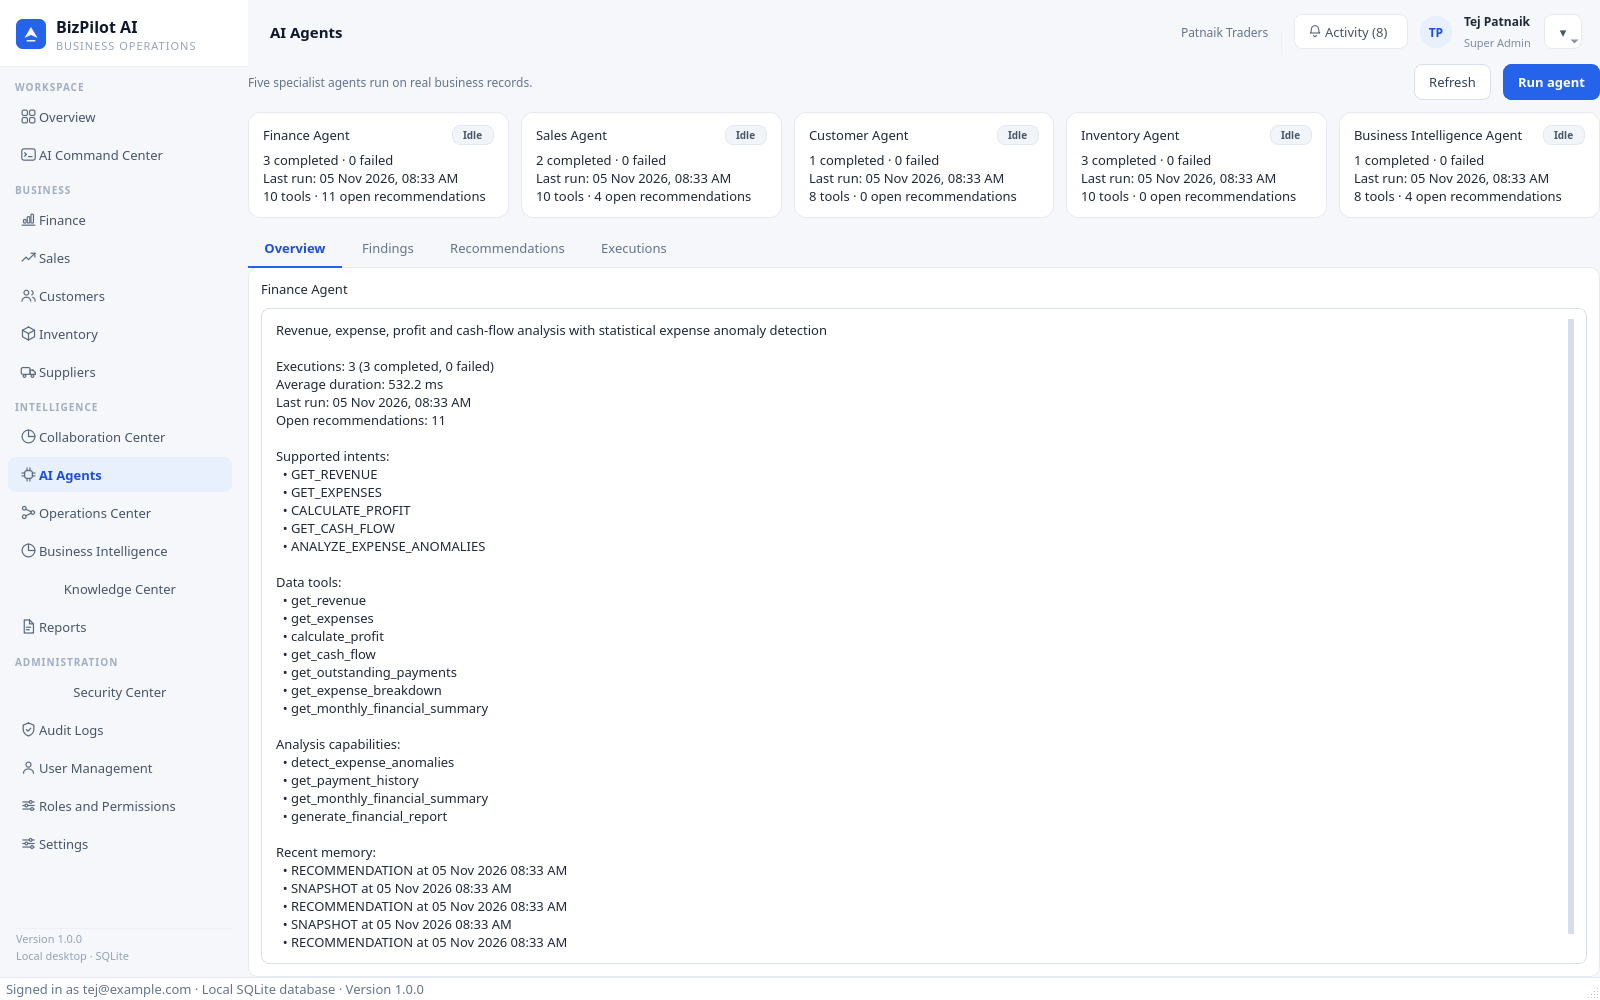 BizPilot AI
BUSINESS OPERATIONS
WORKSPACE
Overview
AI Command Center
BUSINESS
Finance
Sales
Customers
Inventory
Suppliers
INTELLIGENCE
Collaboration Center
AI Agents
Operations Center
Business Intelligence
Knowledge Center
Reports
ADMINISTRATION
Security Center
Audit Logs
User Management
Roles and Permissions
Settings
Version 1.0.0
Local desktop · SQLite
AI Agents
Patnaik Traders
Activity (8)
TP
Tej Patnaik
Super Admin
Five specialist agents run on real business records.
Refresh
Run agent
Finance Agent
Idle
3 completed · 0 failed
Last run: 05 Nov 2026, 08:33 AM
10 tools · 11 open recommendations
Sales Agent
Idle
2 completed · 0 failed
Last run: 05 Nov 2026, 08:33 AM
10 tools · 4 open recommendations
Customer Agent
Idle
1 completed · 0 failed
Last run: 05 Nov 2026, 08:33 AM
8 tools · 0 open recommendations
Inventory Agent
Idle
3 completed · 0 failed
Last run: 05 Nov 2026, 08:33 AM
10 tools · 0 open recommendations
Business Intelligence Agent
Idle
1 completed · 0 failed
Last run: 05 Nov 2026, 08:33 AM
8 tools · 4 open recommendations
Overview
Findings
Recommendations
Executions
Finance Agent
Revenue, expense, profit and cash-flow analysis with statistical expense anomaly detection
Executions: 3 (3 completed, 0 failed)
Average duration: 532.2 ms
Last run: 05 Nov 2026, 08:33 AM
Open recommendations: 11
Supported intents:
• GET_REVENUE
• GET_EXPENSES
• CALCULATE_PROFIT
• GET_CASH_FLOW
• ANALYZE_EXPENSE_ANOMALIES
Data tools:
• get_revenue
• get_expenses
• calculate_profit
• get_cash_flow
• get_outstanding_payments
• get_expense_breakdown
• get_monthly_financial_summary
Analysis capabilities:
• detect_expense_anomalies
• get_payment_history
• get_monthly_financial_summary
• generate_financial_report
Recent memory:
• RECOMMENDATION at 05 Nov 2026 08:33 AM
• SNAPSHOT at 05 Nov 2026 08:33 AM
• RECOMMENDATION at 05 Nov 2026 08:33 AM
• SNAPSHOT at 05 Nov 2026 08:33 AM
• RECOMMENDATION at 05 Nov 2026 08:33 AM
Signed in as tej@example.com · Local SQLite database · Version 1.0.0